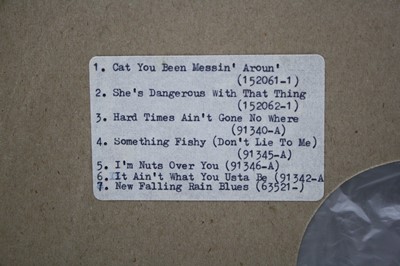 1. Cat You Been Messin' Aroun'
(152061-1)
2. She's Dangerous With That Thing
(152062-1)
3. Hard Times Ain't Gone No Where
(91340-A)
4. Something Fishy (Don't Lie To Me)
(91345-A)
5. I'm Nuts Over You (91346-A)
6. It Ain't What You Usta Be (91342-A
7. New Falling Rain Blues (63521-)